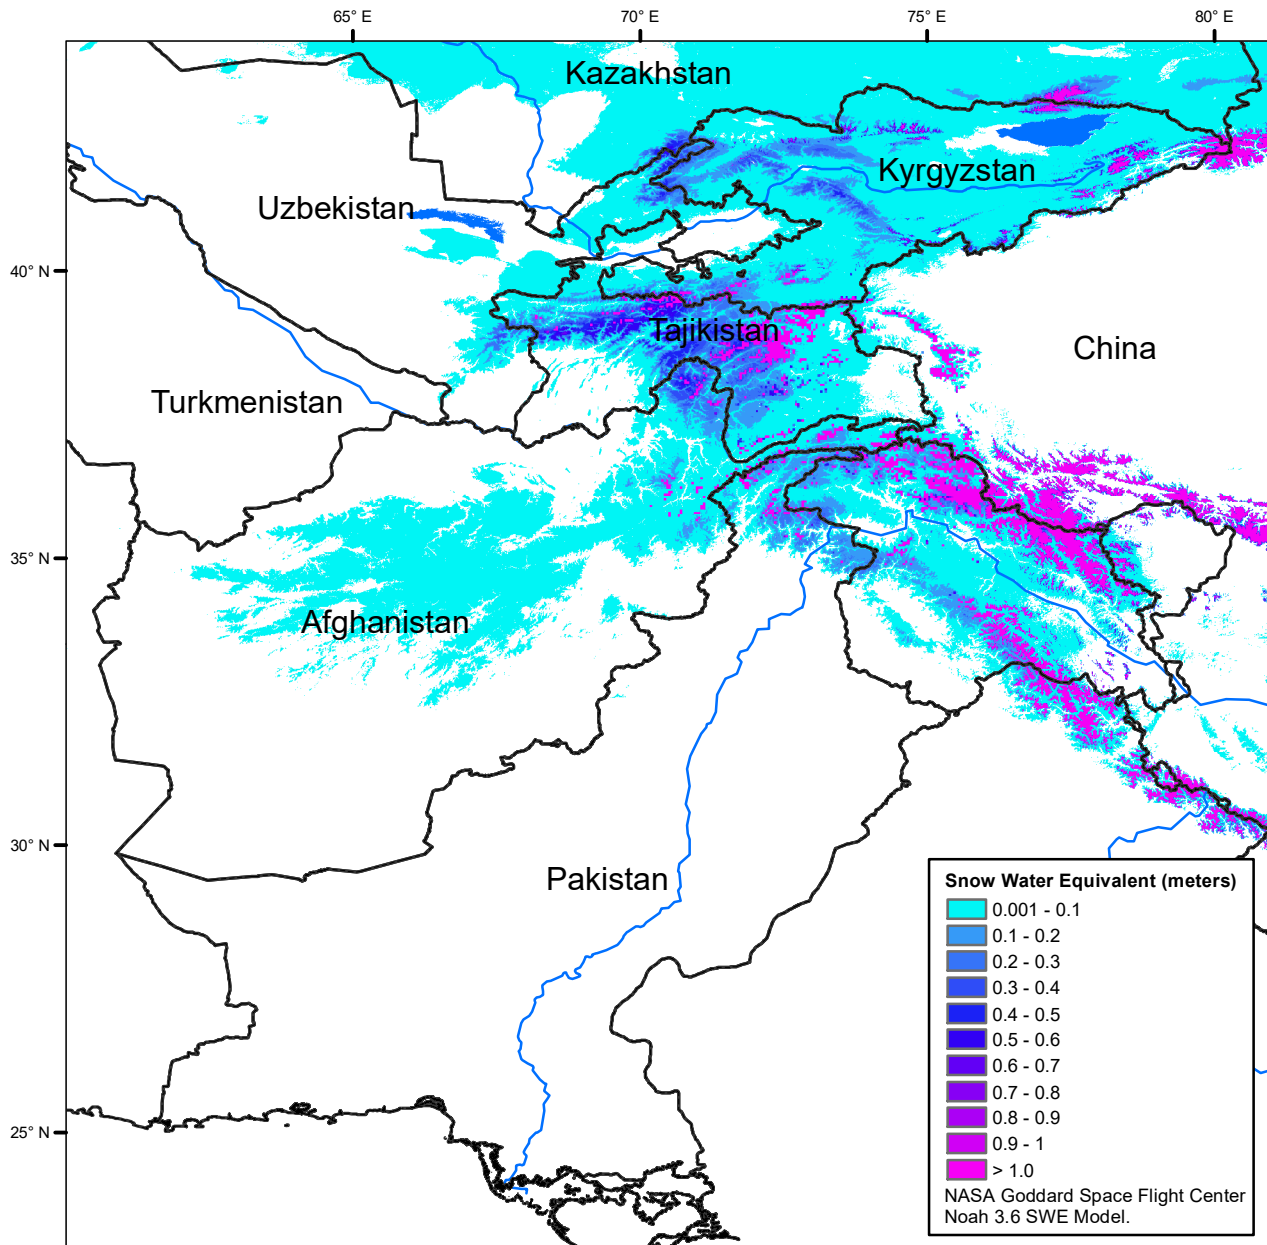 65° E
70° E
75° E
80° E
Kazakhstan
Kyrgyzstan
Uzbekistan
40° N
Tajikistan
China
Turkmenistan
35° N
Afghanistan
30° N
Pakistan
25° N
Snow Water Equivalent (meters)
0.001 - 0.1
0.1 - 0.2
0.2 - 0.3
0.3 - 0.4
0.4 - 0.5
0.5 - 0.6
0.6 - 0.7
0.7 - 0.8
0.8 - 0.9
0.9 - 1
> 1.0
NASA Goddard Space Flight Center
Noah 3.6 SWE Model.